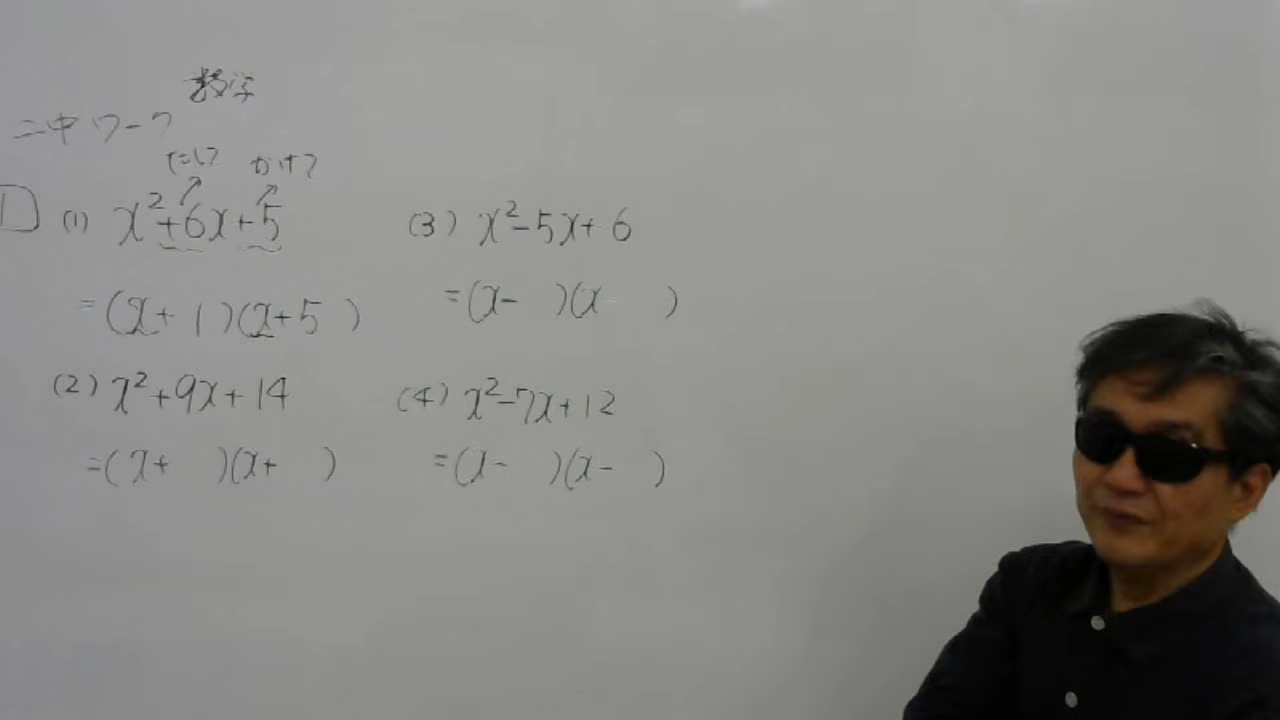 数学
二中ワーク
たして かけて
1 (1) x²+6x+5
=(x+ 1)(x+5 )
(2) x²+9x+14
=(x+ )(x+ )
(3) x²-5x+6
=(x- )(x- )
(4) x²-7x+12
=(x- )(x- )